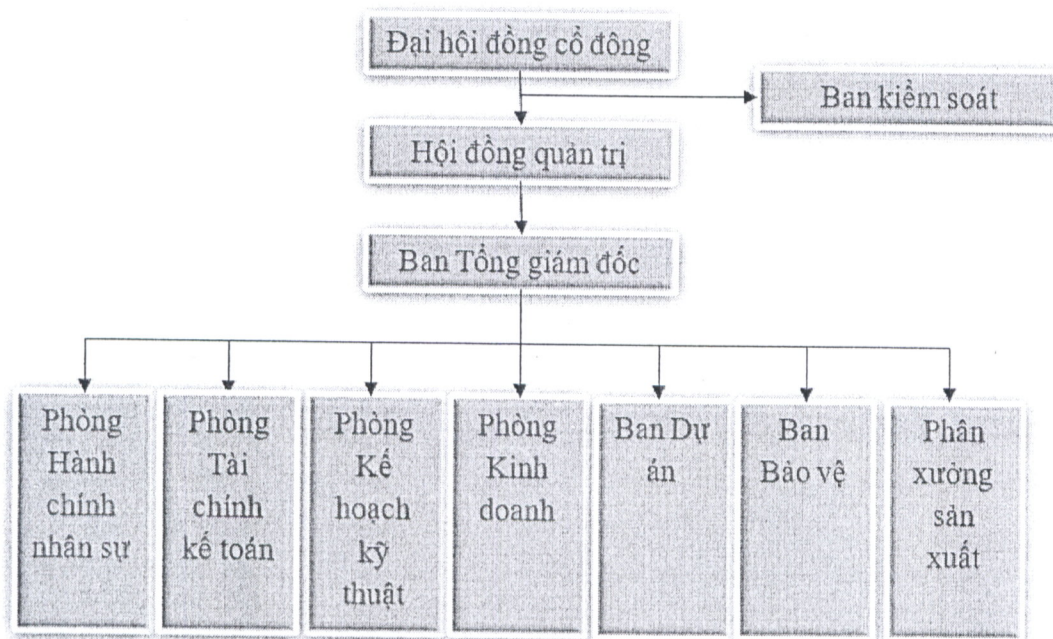 Đại hội đồng cổ đông
Ban kiểm soát
Hội đồng quản trị
Ban Tổng giám đốc
Phòng
Hành
chính
nhân sự
Phòng
Tài
chính
kế toán
Phòng
Kế
hoạch
kỹ
thuật
Phòng
Kinh
doanh
Ban Dự
án
Ban
Bảo vệ
Phân
xưởng
sản
xuất